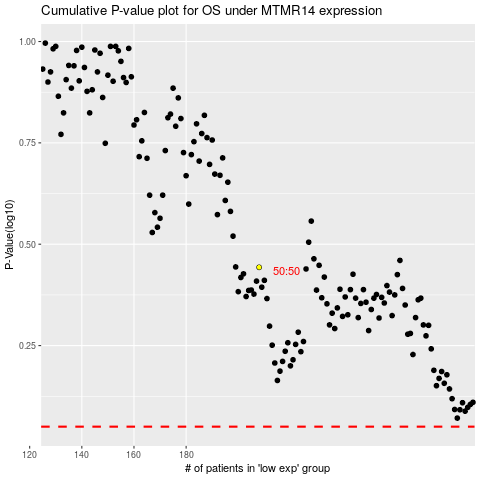 Cumulative P-value plot for OS under MTMR14 expression
P-Value(log10)
1.00
0.75
0.50
0.25
50:50
120 140 160 180
# of patients in 'low exp' group